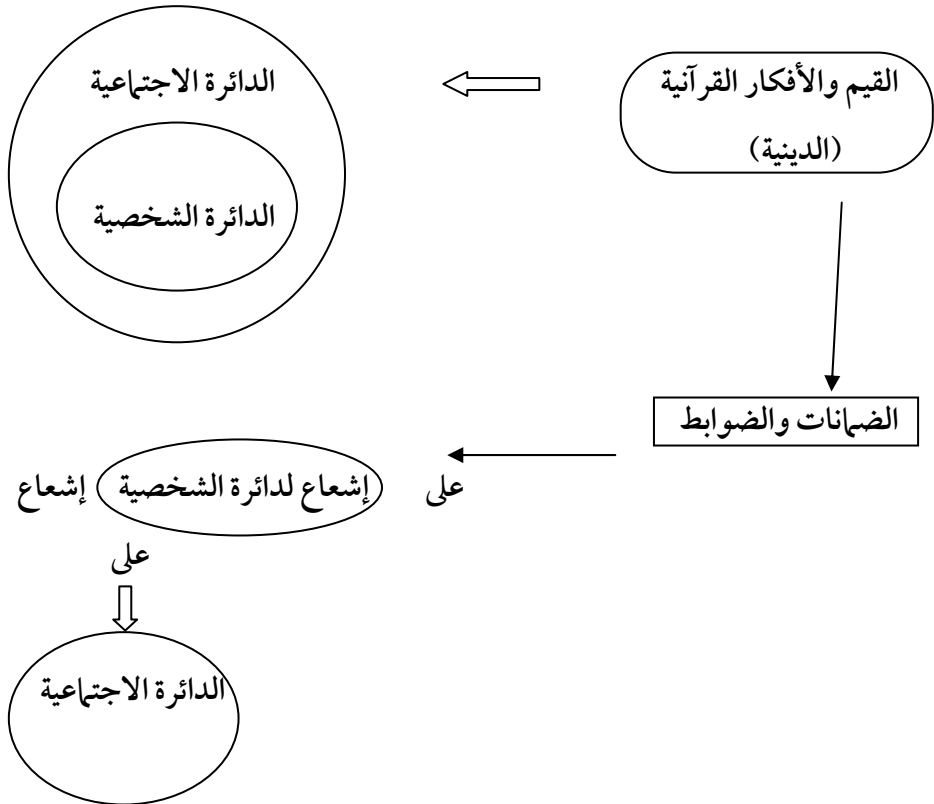 القيم والأفكار القرآنية
(الدينية)
الدائرة الاجتماعية
الدائرة الشخصية
الضمانات والضوابط
على
إشعاع لدائرة الشخصية
إشعاع
على
الدائرة الاجتماعية